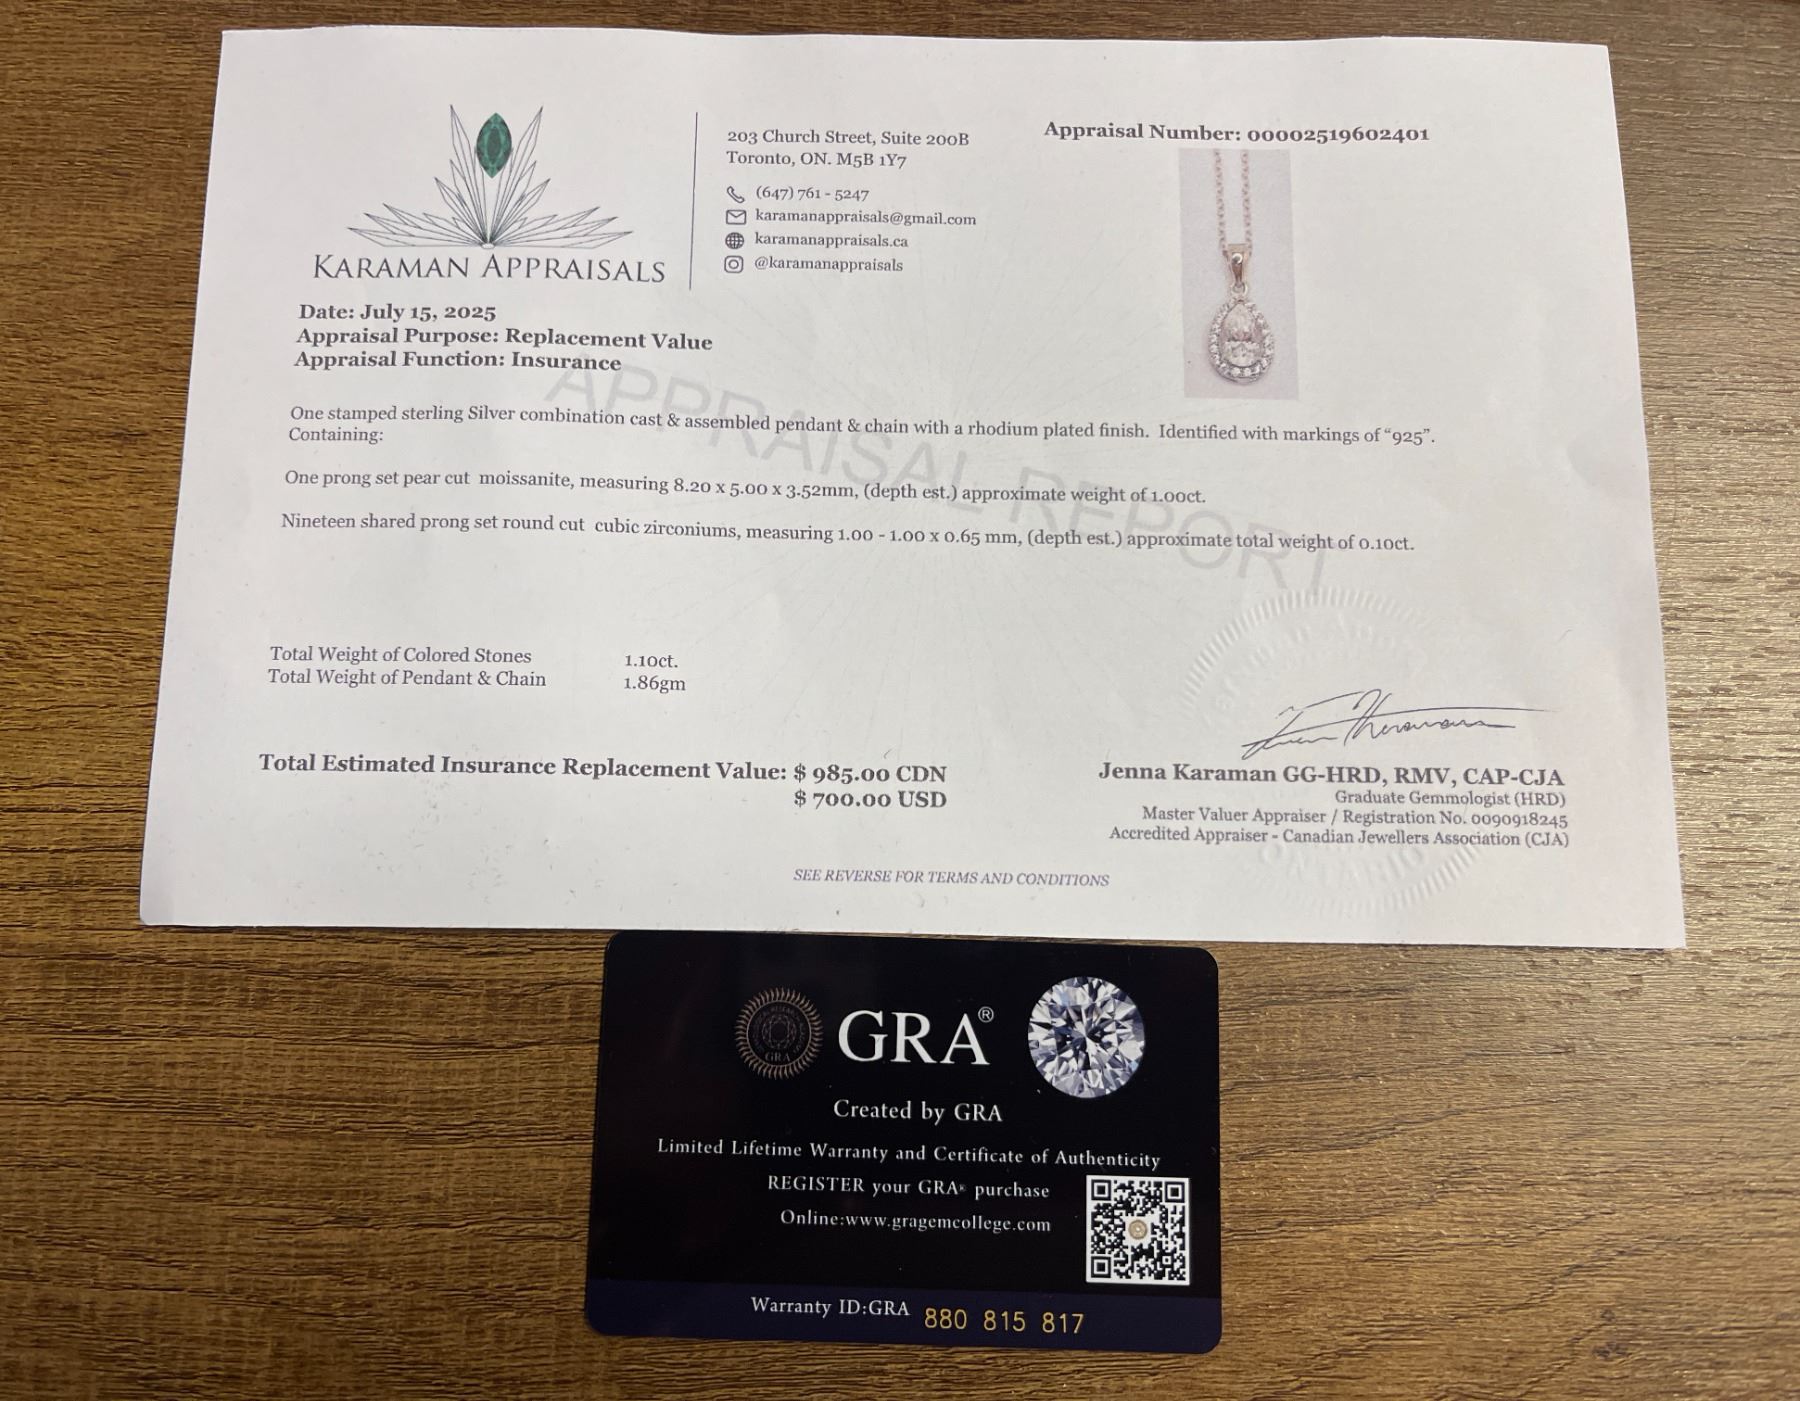 KARAMAN APPRAISALS
203 Church Street, Suite 200B
Toronto, ON. M5B 1Y7
(647) 761 - 5247
karamanappraisals@gmail.com
karamanappraisals.ca
@karamanappraisals
Appraisal Number: 00002519602401
Date: July 15, 2025
Appraisal Purpose: Replacement Value
Appraisal Function: Insurance
APPRAISAL REPORT
One stamped sterling Silver combination cast & assembled pendant & chain with a rhodium plated finish. Identified with markings of “925”.
Containing:
One prong set pear cut moissanite, measuring 8.20 x 5.00 x 3.52mm, (depth est.) approximate weight of 1.00ct.
Nineteen shared prong set round cut cubic zirconiums, measuring 1.00 - 1.00 x 0.65 mm, (depth est.) approximate total weight of 0.10ct.
Total Weight of Colored Stones 1.10ct.
Total Weight of Pendant & Chain 1.86gm
Total Estimated Insurance Replacement Value: $ 985.00 CDN
$ 700.00 USD
Jenna Karaman GG-HRD, RMV, CAP-CJA
Graduate Gemmologist (HRD)
Master Valuer Appraiser / Registration No. 0090918245
Accredited Appraiser - Canadian Jewellers Association (CJA)
ONTARIO
SEE REVERSE FOR TERMS AND CONDITIONS
GRA
GRA®
Created by GRA
Limited Lifetime Warranty and Certificate of Authenticity
REGISTER your GRA® purchase
Online:www.gragemcollege.com
Warranty ID:GRA 880 815 817